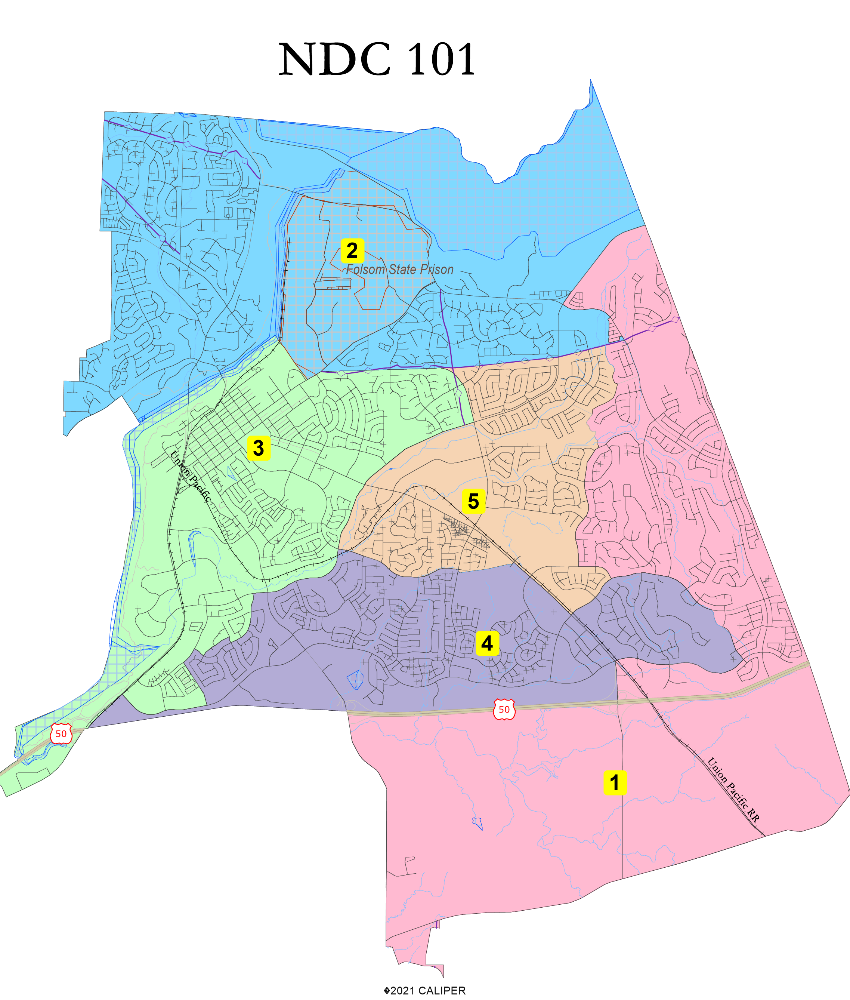 NDC 101
2
Folsom State Prison
3
Union Pacific
5
4
50
50
1
Union Pacific RR
�2021 CALIPER